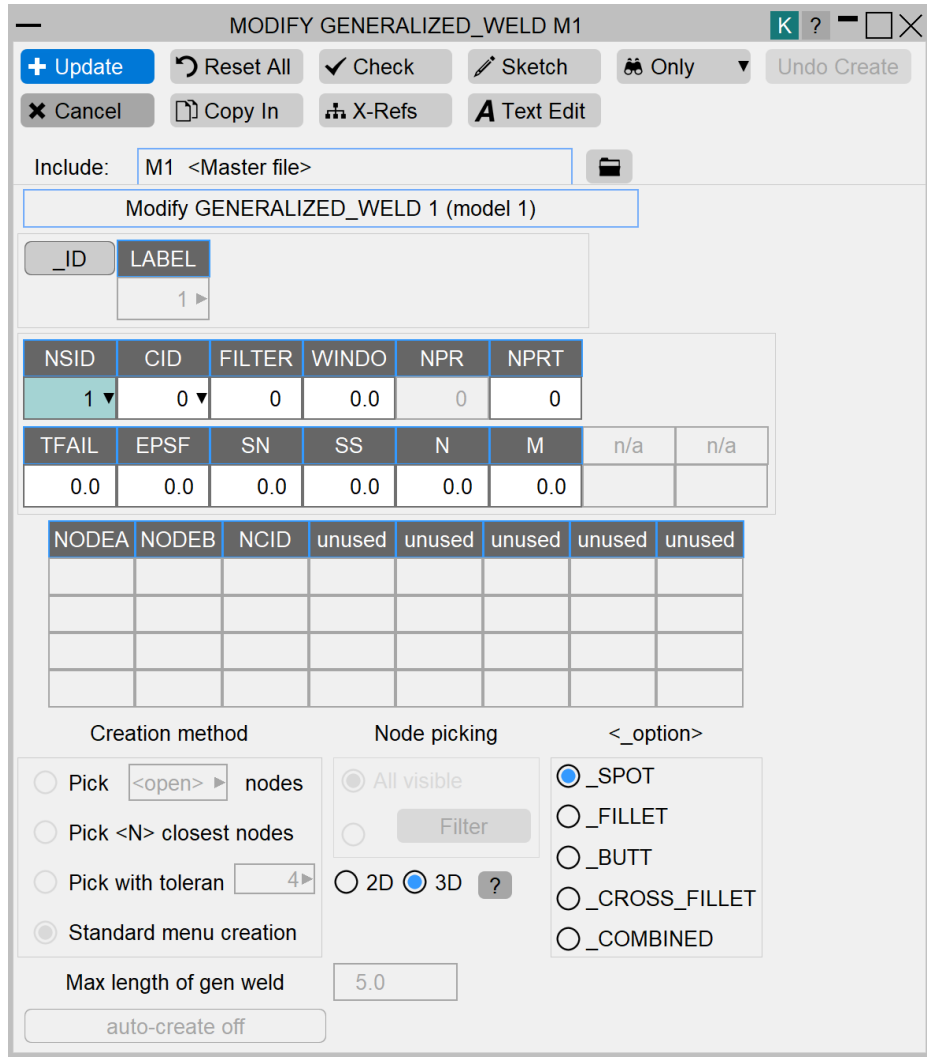 MODIFY GENERALIZED_WELD M1 K ?
Update Reset All Check Sketch Only Undo Create
Cancel Copy In X-Refs A Text Edit
Include: M1 <Master file>
Modify GENERALIZED_WELD 1 (model 1)
_ID LABEL
1
NSID CID FILTER WINDO NPR NPRT
1 0 0 0.0 0 0
TFAIL EPSF SN SS N M n/a n/a
0.0 0.0 0.0 0.0 0.0 0.0
NODEA NODEB NCID unused unused unused unused unused
Creation method Node picking <_option>
Pick <open> nodes All visible _SPOT
Pick <N> closest nodes Filter _FILLET
Pick with toleran 4 2D 3D ? _BUTT
Standard menu creation _CROSS_FILLET
_COMBINED
Max length of gen weld 5.0
auto-create off